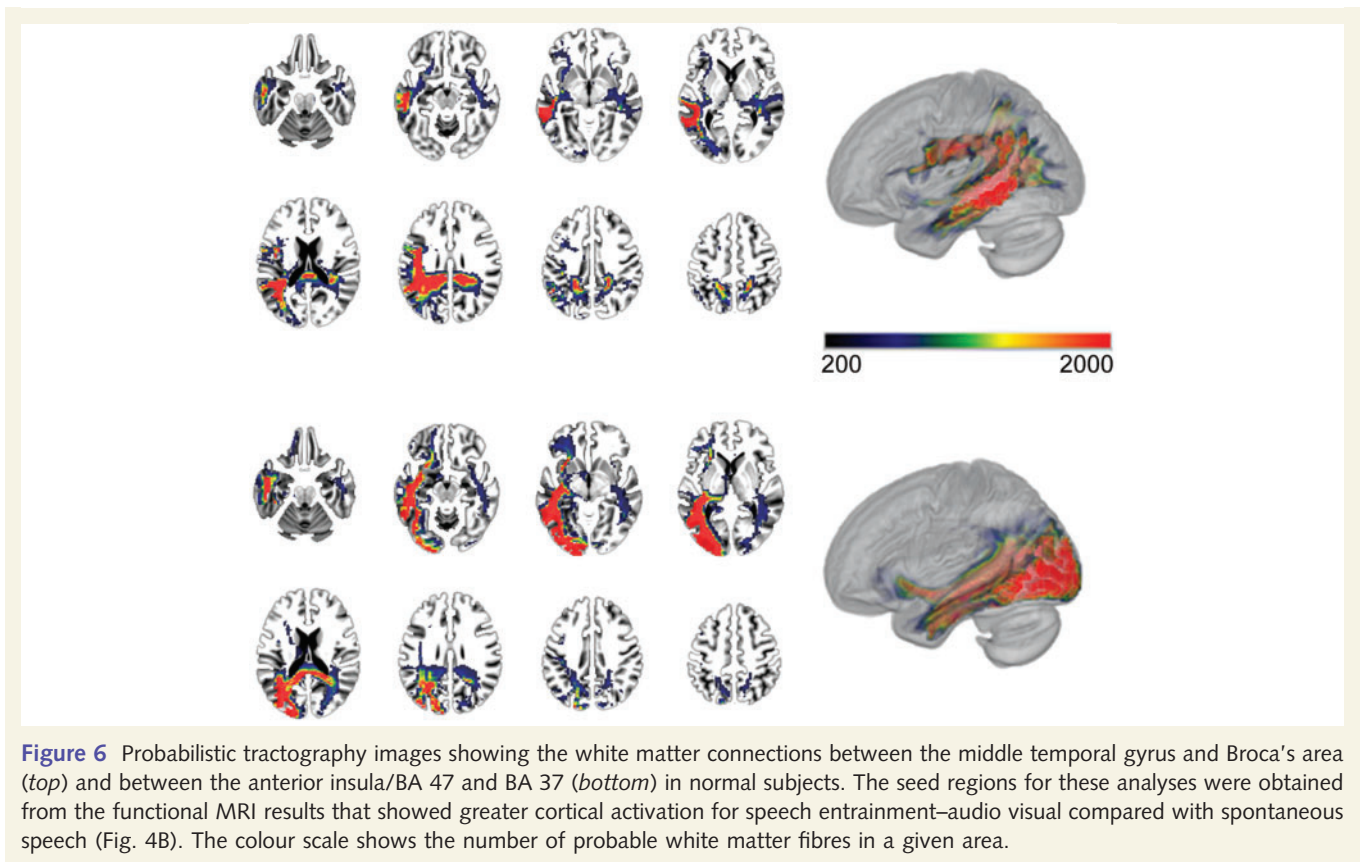 200
2000
Figure 6 Probabilistic tractography images showing the white matter connections between the middle temporal gyrus and Broca's area
(top) and between the anterior insula/BA 47 and BA 37 (bottom) in normal subjects. The seed regions for these analyses were obtained
from the functional MRI results that showed greater cortical activation for speech entrainment–audio visual compared with spontaneous
speech (Fig. 4B). The colour scale shows the number of probable white matter fibres in a given area.